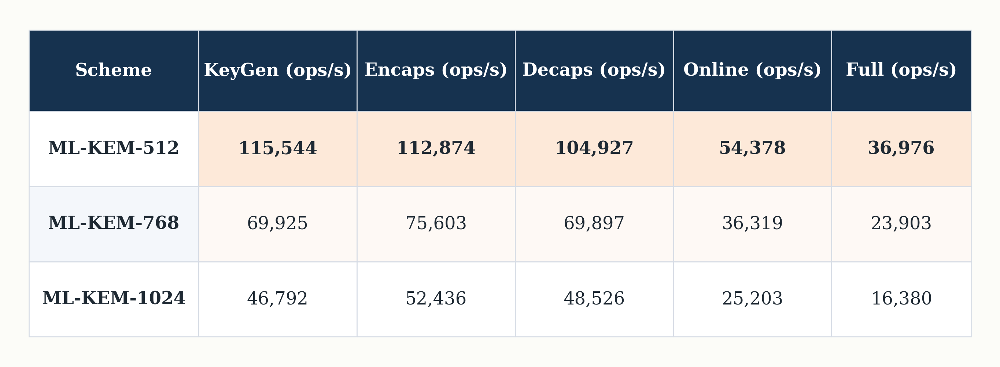 Scheme KeyGen (ops/s) Encaps (ops/s) Decaps (ops/s) Online (ops/s) Full (ops/s)
ML-KEM-512 115,544 112,874 104,927 54,378 36,976
ML-KEM-768 69,925 75,603 69,897 36,319 23,903
ML-KEM-1024 46,792 52,436 48,526 25,203 16,380